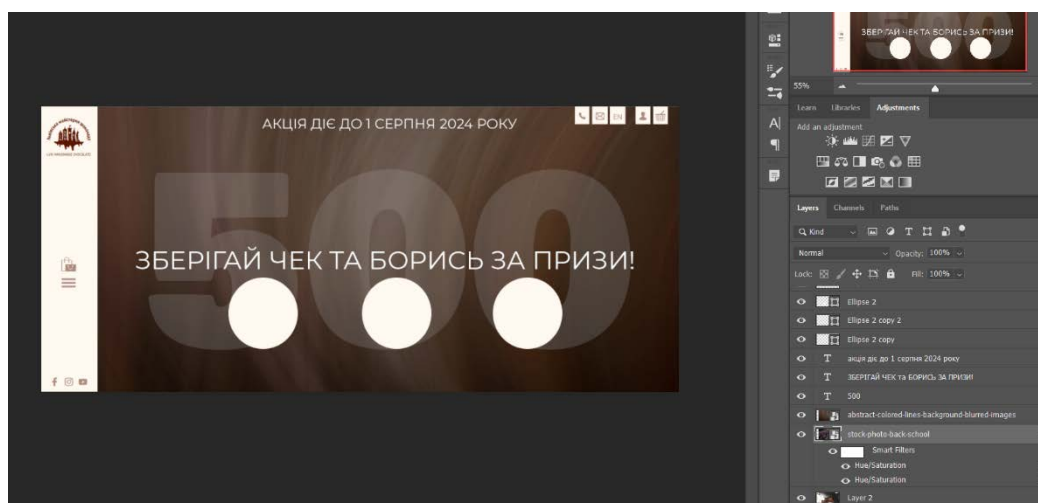 ЗБЕРІГАЙ ЧЕК ТА БОРИСЬ ЗА ПРИЗИ!
55%
Learn Libraries Adjustments
Add an adjustment
АКЦІЯ ДІЄ ДО 1 СЕРПНЯ 2024 РОКУ
EN
500
ЗБЕРІГАЙ ЧЕК ТА БОРИСЬ ЗА ПРИЗИ!
Layers Channels Paths
Kind
Normal Opacity: 100%
Lock: Fill: 100%
Ellipse 2
Ellipse 2 copy 2
Ellipse 2 copy
акція діє до 1 серпня 2024 року
ЗБЕРІГАЙ ЧЕК та БОРИСЬ ЗА ПРИЗИ!
500
abstract-colored-lines-background-blurred-images
stock-photo-back-school
Smart Filters
Hue/Saturation
Hue/Saturation
Layer 2